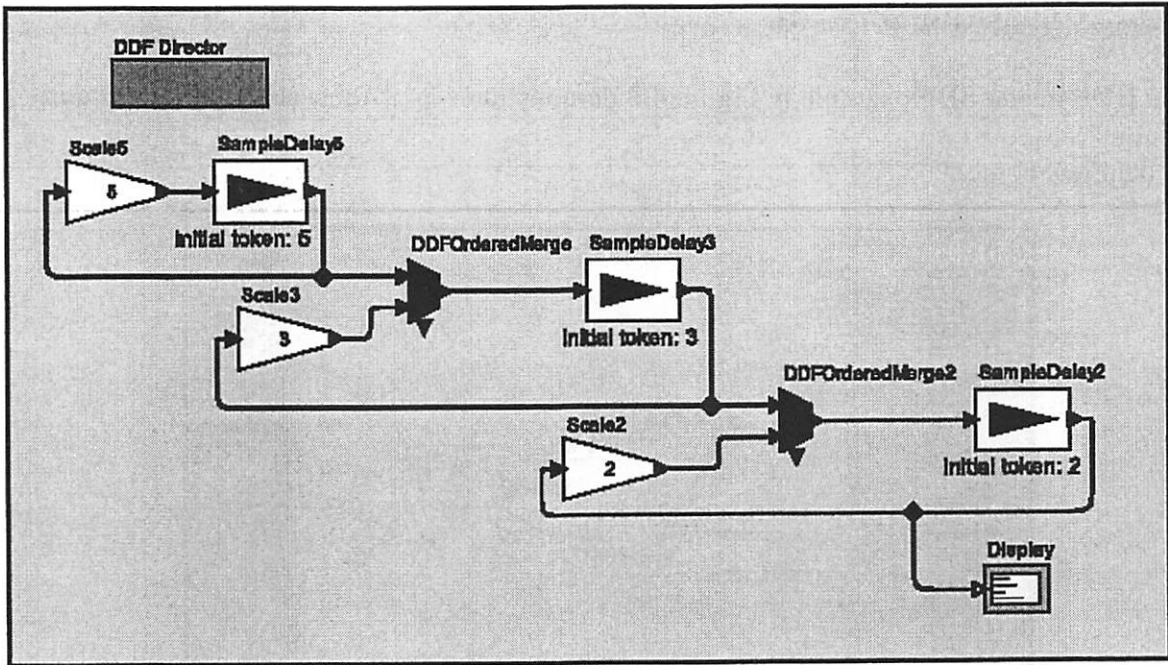 DDF Director
Scale5
SampleDelay5
5
Initial token: 5
DDFOrderedMerge
SampleDelay3
Scale3
3
Initial token: 3
DDFOrderedMerge2
SampleDelay2
Scale2
2
Initial token: 2
Display